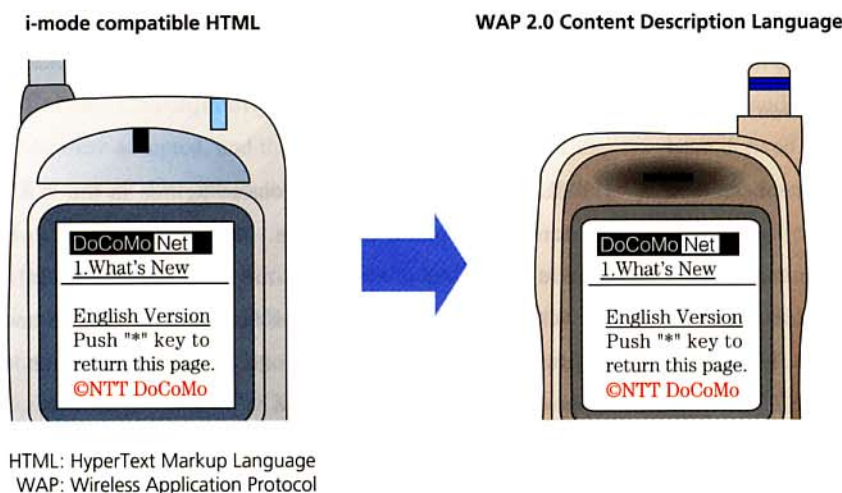 i-mode compatible HTML
WAP 2.0 Content Description Language
DoCoMo Net
1.What's New
English Version
Push "*" key to
return this page.
©NTT DoCoMo
DoCoMo Net
1.What's New
English Version
Push "*" key to
return this page.
©NTT DoCoMo
HTML: HyperText Markup Language
WAP: Wireless Application Protocol